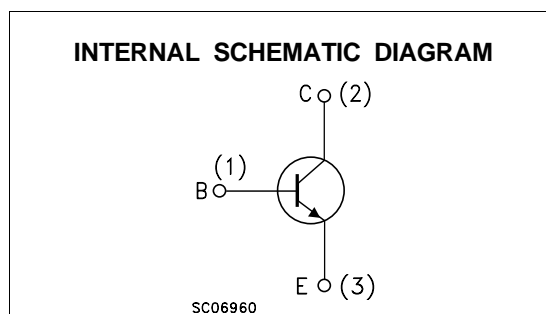 INTERNAL SCHEMATIC DIAGRAM
C (2)
(1)
B
E (3)
SC06960